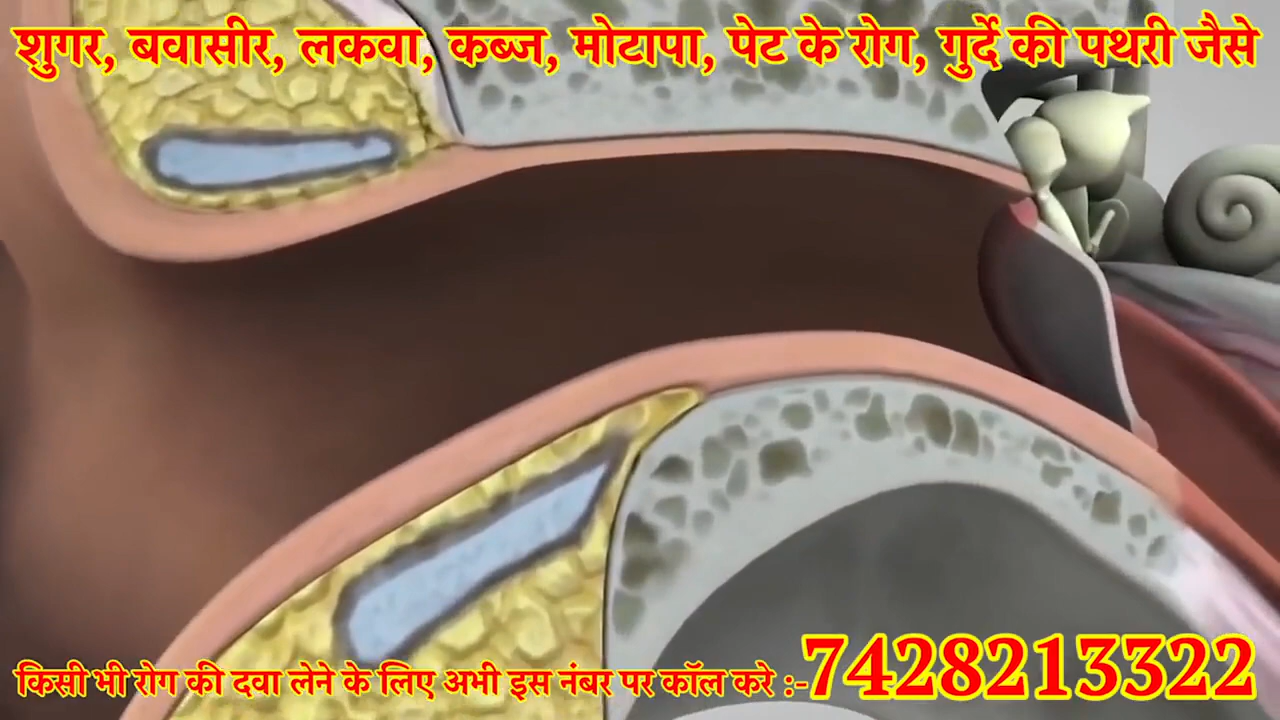 शुगर, बवासीर, लकवा, कब्ज, मोटापा, पेट के रोग, गुर्दे की पथरी जैसे
किसी भी रोग की दवा लेने के लिए अभी इस नंबर पर कॉल करे :-7428213322